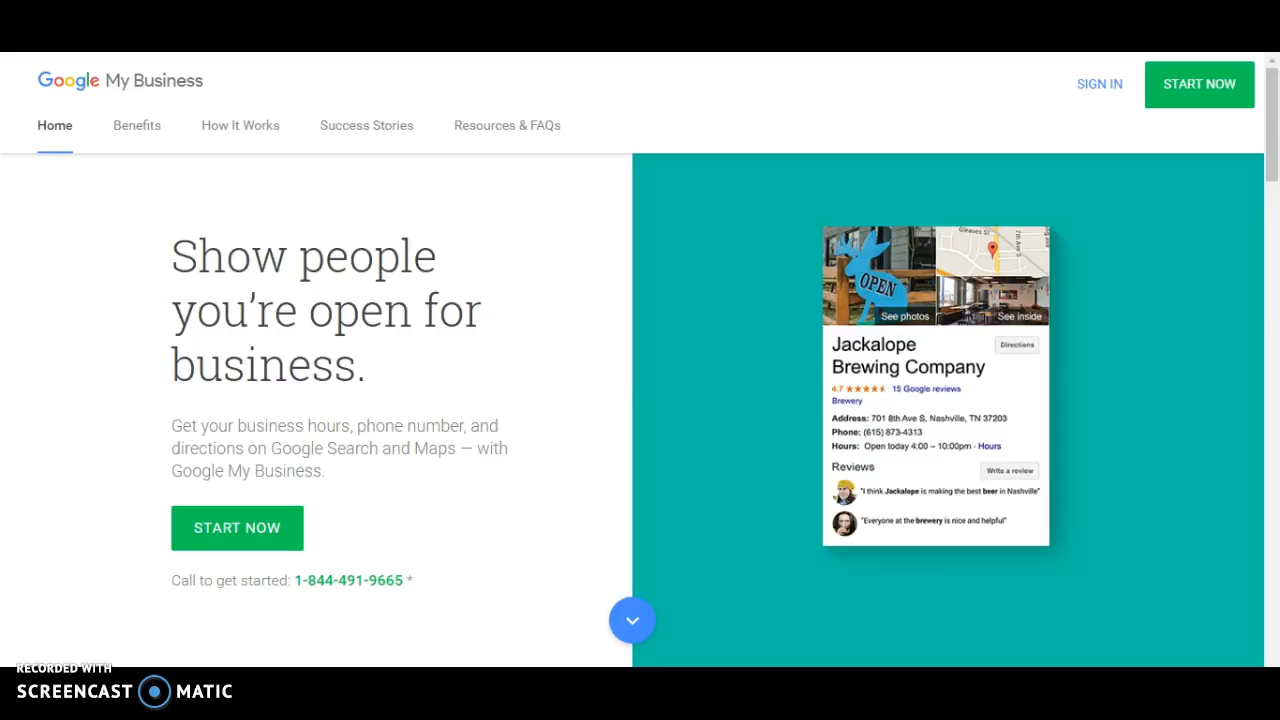 Google My Business
SIGN IN
START NOW
Home
Benefits
How It Works
Success Stories
Resources & FAQs
Show people
you're open for
business.
Get your business hours, phone number, and
directions on Google Search and Maps — with
Google My Business.
START NOW
Call to get started: 1-844-491-9665 *
Gleaves St
7th Ave S
OPEN
See photos
See inside
Jackalope
Brewing Company
Directions
4.7 15 Google reviews
Brewery
Address: 701 8th Ave S, Nashville, TN 37203
Phone: (615) 873-4313
Hours: Open today 4:00 – 10:00pm - Hours
Reviews
Write a review
"I think Jackalope is making the best beer in Nashville"
"Everyone at the brewery is nice and helpful"
RECORDED WITH
SCREENCAST MATIC